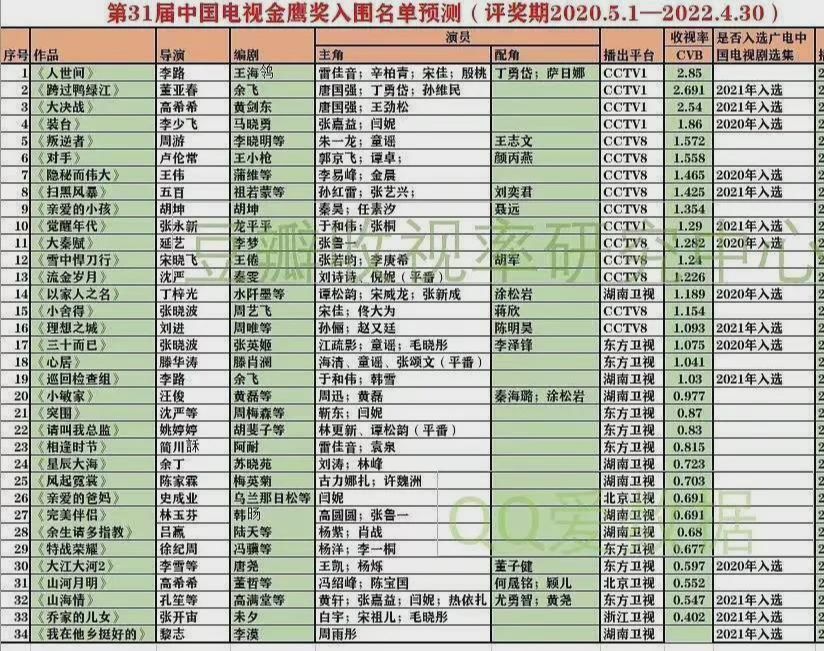 第31届中国电视金鹰奖入围名单预测（评奖期2020.5.1—2022.4.30）
序号 作品 导演 编剧 演员 主角 配角 播出平台 收视率 CVB 是否入选广电中国电视剧选集
1 《人世间》 李路 王海鸰 雷佳音；辛柏青；宋佳；殷桃 丁勇岱；萨日娜 CCTV1 2.85
2 《跨过鸭绿江》 董亚春 余飞 唐国强；丁勇岱；孙维民 CCTV1 2.691 2021年入选
3 《大决战》 高希希 黄剑东 唐国强；王劲松 CCTV1 2.54 2021年入选
4 《装台》 李少飞 马晓勇 张嘉益；闫妮 CCTV1 1.86 2020年入选
5 《叛逆者》 周游 李晓明等 朱一龙；童谣 王志文 CCTV8 1.572
6 《对手》 卢伦常 王小枪 郭京飞；谭卓； 颜丙燕 CCTV8 1.558
7 《隐秘而伟大》 王伟 蒲维等 李易峰；金晨 CCTV8 1.465 2020年入选
8 《扫黑风暴》 五百 祖若蒙等 孙红雷；张艺兴； 刘奕君 CCTV8 1.425 2021年入选
9 《亲爱的小孩》 胡坤 胡坤 秦昊；任素汐 聂远 CCTV8 1.354
10 《觉醒年代》 张永新 龙平平 于和伟；张桐 CCTV1 1.29 2021年入选
11 《大秦赋》 延艺 李梦 张鲁一 CCTV8 1.282 2020年入选
12 《雪中悍刀行》 宋晓飞 王倦 张若昀；李庚希 胡军 CCTV8 1.24
13 《流金岁月》 沈严 秦雯 刘诗诗；倪妮（平番） CCTV8 1.226
14 《以家人之名》 丁梓光 水阡墨等 谭松韵；宋威龙；张新成 涂松岩 湖南卫视 1.189 2020年入选
15 《小舍得》 张晓波 周艺飞 宋佳；佟大为 蒋欣 CCTV8 1.154
16 《理想之城》 刘进 周唯等 孙俪；赵又廷 陈明昊 CCTV8 1.093 2021年入选
17 《三十而已》 张晓波 张英姬 江疏影；童谣；毛晓彤 李泽锋 东方卫视 1.075 2020年入选
18 《心居》 滕华涛 滕肖澜 海清、童谣、张颂文（平番） 东方卫视 1.041
19 《巡回检查组》 李路 余飞 于和伟；韩雪 湖南卫视 1.03 2021年入选
20 《小敏家》 汪俊 黄磊等 周迅；黄磊 秦海璐；涂松岩 湖南卫视 0.977
21 《突围》 沈严等 周梅森等 靳东；闫妮 东方卫视 0.87
22 《请叫我总监》 姚婷婷 胡斐子等 林更新、谭松韵（平番） 东方卫视 0.83
23 《相逢时节》 简川訸 阿耐 雷佳音；袁泉 东方卫视 0.815
24 《星辰大海》 余丁 苏晓苑 刘涛；林峰 湖南卫视 0.723
25 《风起霓裳》 陈家霖 梅英菊 古力娜扎；许魏洲 湖南卫视 0.703
26 《亲爱的爸妈》 史成业 乌兰那日松等 闫妮 北京卫视 0.691
27 《完美伴侣》 林玉芬 韩旸 高圆圆；张鲁一 湖南卫视 0.691
28 《余生请多指教》 吕赢 陆天等 杨紫；肖战 湖南卫视 0.68
29 《特战荣耀》 徐纪周 冯骥等 杨洋；李一桐 东方卫视 0.677
30 《大江大河2》 李雪等 唐尧 王凯、杨烁 董子健 东方卫视 0.597 2020年入选
31 《山河月明》 高希希 董哲等 冯绍峰；陈宝国 何晟铭；颖儿 北京卫视 0.552
32 《山海情》 孔笙等 高满堂等 黄轩；张嘉益；闫妮；热依扎 尤勇智；黄尧 东方卫视 0.547 2021年入选
33 《乔家的儿女》 张开宙 未夕 白宇；宋祖儿；毛晓彤 浙江卫视 0.402 2021年入选
34 《我在他乡挺好的》 黎志 李漠 周雨彤 湖南卫视 2021年入选
豆瓣收视率研究中心